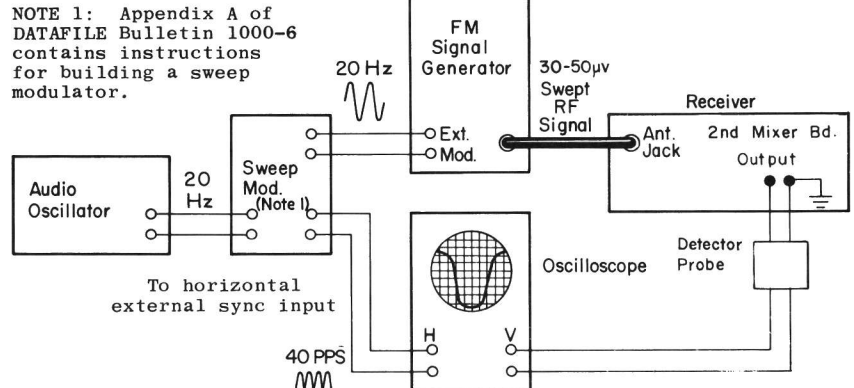 NOTE 1: Appendix A of
DATAFILE Bulletin 1000-6
contains instructions
for building a sweep
modulator.
20 Hz
FM
Signal
Generator
Ext.
Mod.
30-50μv
Swept
RF
Signal
Receiver
Ant.
Jack
2nd Mixer Bd.
Output
Audio
Oscillator
20
Hz
Sweep
Mod.
(Note 1)
To horizontal
external sync input
40 PPS
H
V
Oscilloscope
Detector
Probe